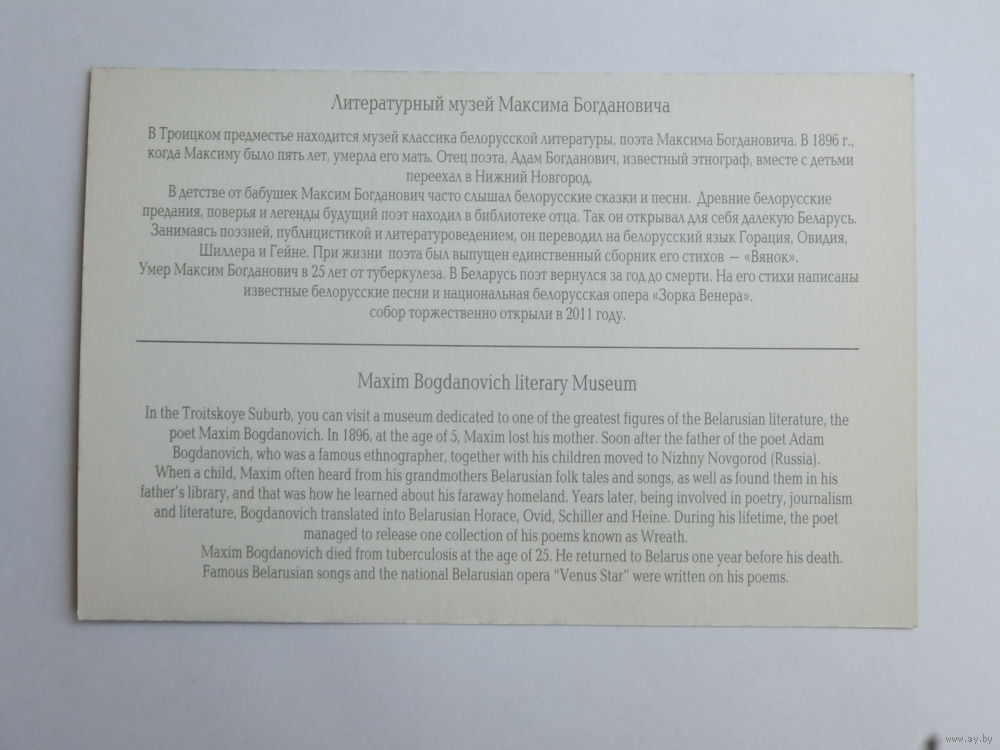 Литературный музей Максима Богдановича
В Троицком предместье находится музей классика белорусской литературы, поэта Максима Богдановича. В 1896 г.,
когда Максиму было пять лет, умерла его мать. Отец поэта, Адам Богданович, известный этнограф, вместе с детьми
переехал в Нижний Новгород.
В детстве от бабушек Максим Богданович часто слышал белорусские сказки и песни. Древние белорусские
предания, поверья и легенды будущий поэт находил в библиотеке отца. Так он открывал для себя далекую Беларусь.
Занимаясь поэзией, публицистикой и литературоведением, он переводил на белорусский язык Горация, Овидия,
Шиллера и Гейне. При жизни поэта был выпущен единственный сборник его стихов – «Вянок».
Умер Максим Богданович в 25 лет от туберкулеза. В Беларусь поэт вернулся за год до смерти. На его стихи написаны
известные белорусские песни и национальная белорусская опера «Зорка Венера».
собор торжественно открыли в 2011 году.
Maxim Bogdanovich literary Museum
In the Troitskoye Suburb, you can visit a museum dedicated to one of the greatest figures of the Belarusian literature, the
poet Maxim Bogdanovich. In 1896, at the age of 5, Maxim lost his mother. Soon after the father of the poet Adam
Bogdanovich, who was a famous ethnographer, together with his children moved to Nizhny Novgorod (Russia).
When a child, Maxim often heard from his grandmothers Belarusian folk tales and songs, as well as found them in his
father's library, and that was how he learned about his faraway homeland. Years later, being involved in poetry, journalism
and literature, Bogdanovich translated into Belarusian Horace, Ovid, Schiller and Heine. During his lifetime, the poet
managed to release one collection of his poems known as Wreath.
Maxim Bogdanovich died from tuberculosis at the age of 25. He returned to Belarus one year before his death.
Famous Belarusian songs and the national Belarusian opera "Venus Star" were written on his poems.
www.ay.by